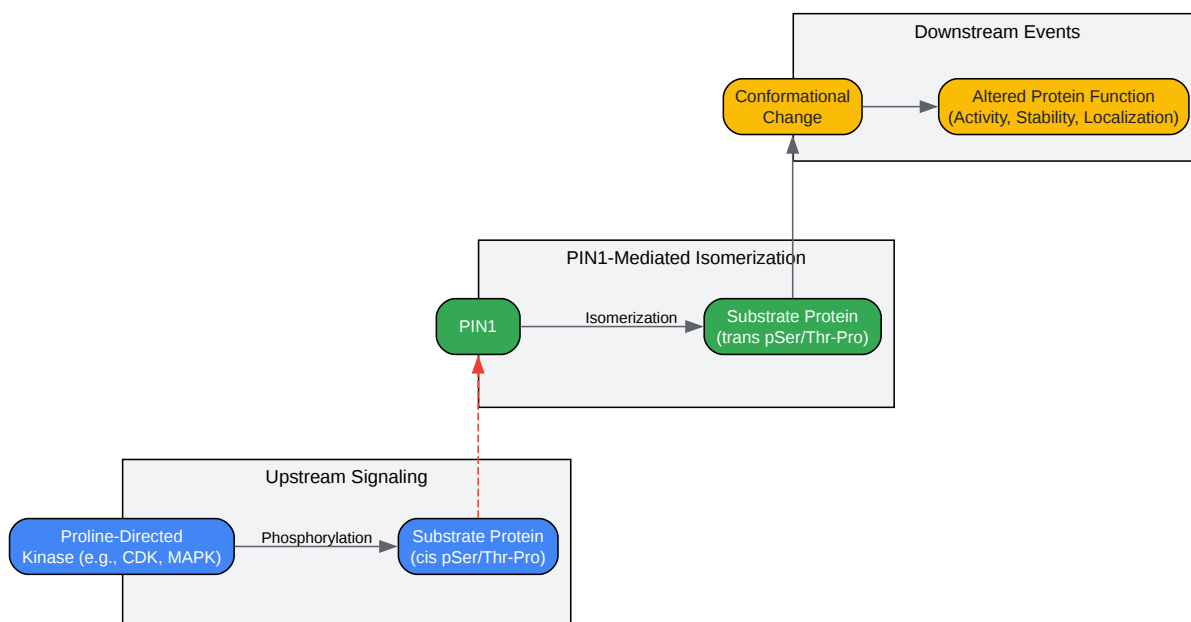 Downstream Events
Conformational
Change
Altered Protein Function
(Activity, Stability, Localization)
PIN1-Mediated Isomerization
PIN1
Isomerization
Substrate Protein
(trans pSer/Thr-Pro)
Upstream Signaling
Proline-Directed
Kinase (e.g., CDK, MAPK)
Phosphorylation
Substrate Protein
(cis pSer/Thr-Pro)